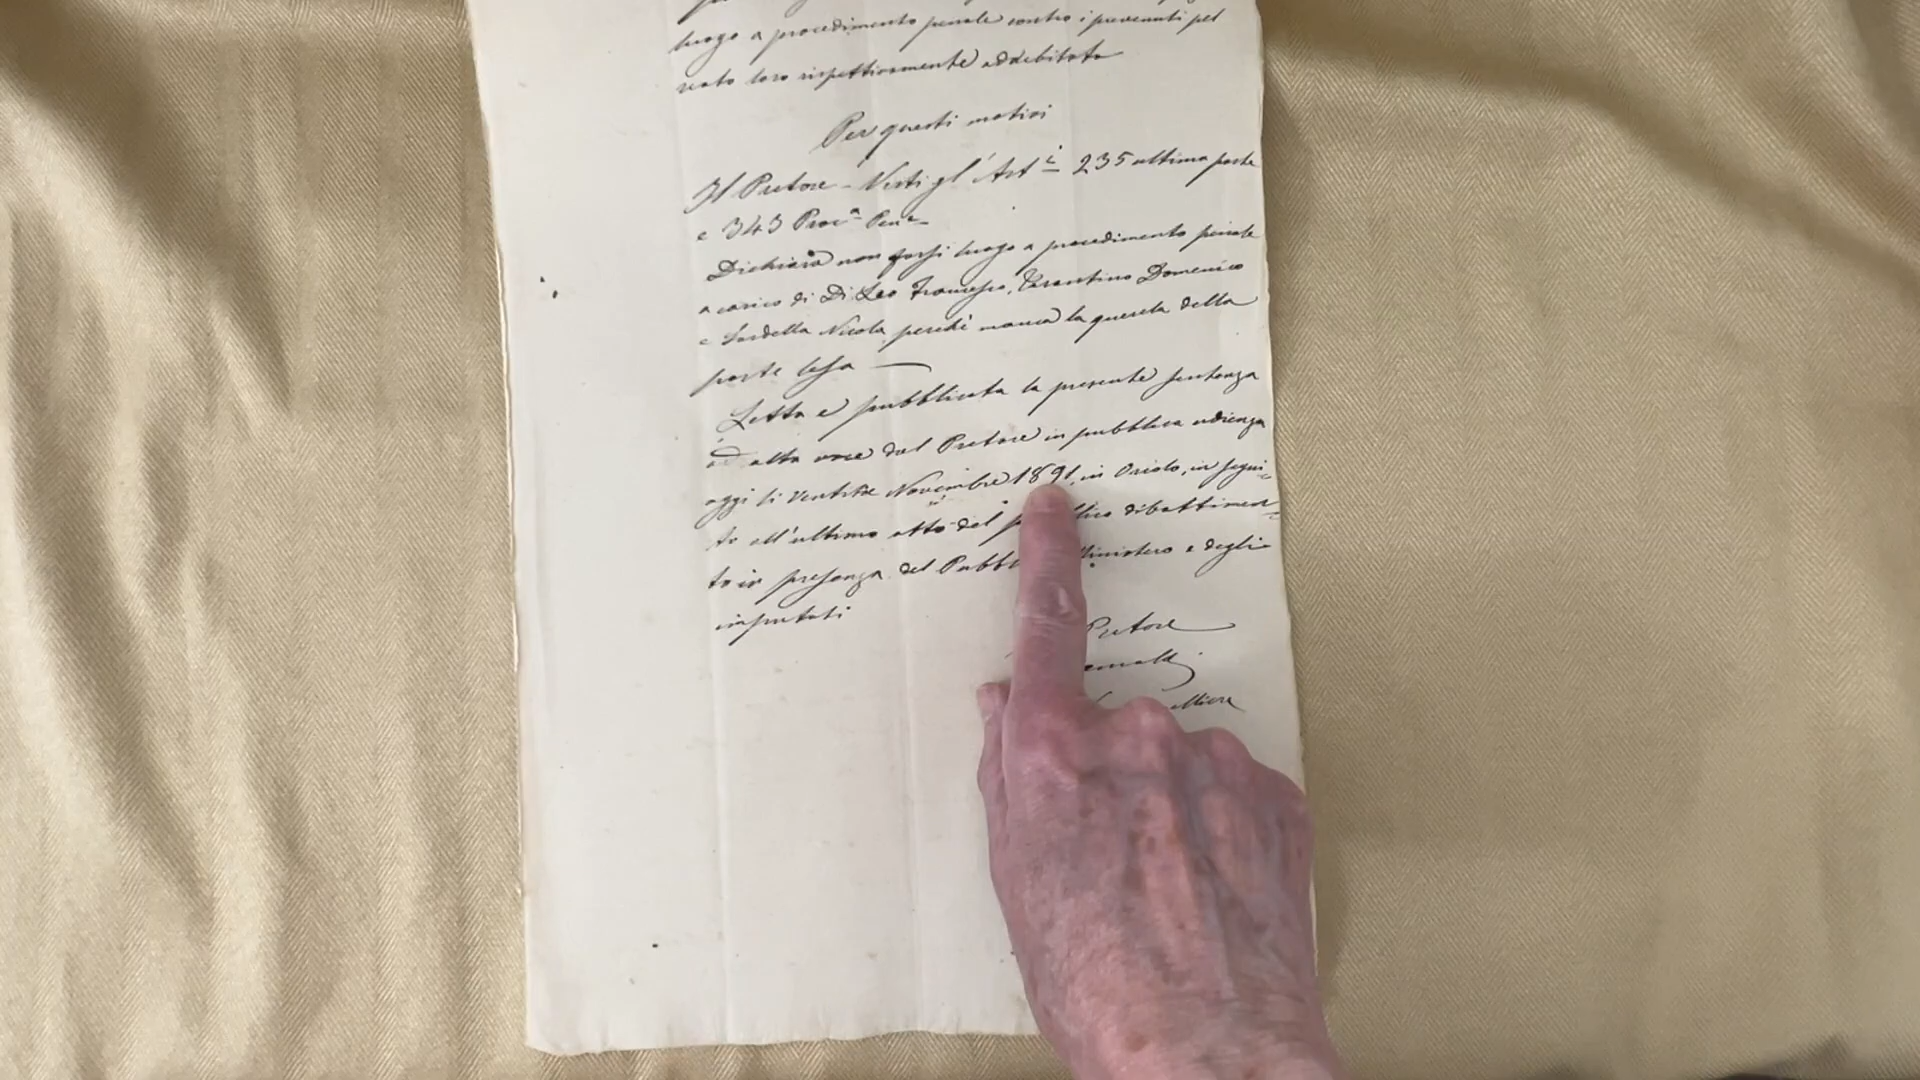 luogo a procedimento penale contro i prevenuti pel
reato loro rispettivamente addebitato
Per questi motivi
Il Pretore - Visti gl' Art.i 235 ultima parte
e 343 Proc.a Pen.e
Dichiara non farsi luogo a procedimento penale
a carico di Di Leo Francesco, Tarantino Domenico
e Sardella Nicola perchè manca la querela della
parte lesa
Letta e pubblicata la presente sentenza
ad alta voce dal Pretore in pubblica udienza
oggi li ventitre Novembre 1891, in Oriolo, in segui-
to all'ultimo atto del dibattimen-
to in presenza del Ministero e degli
imputati
Pretore